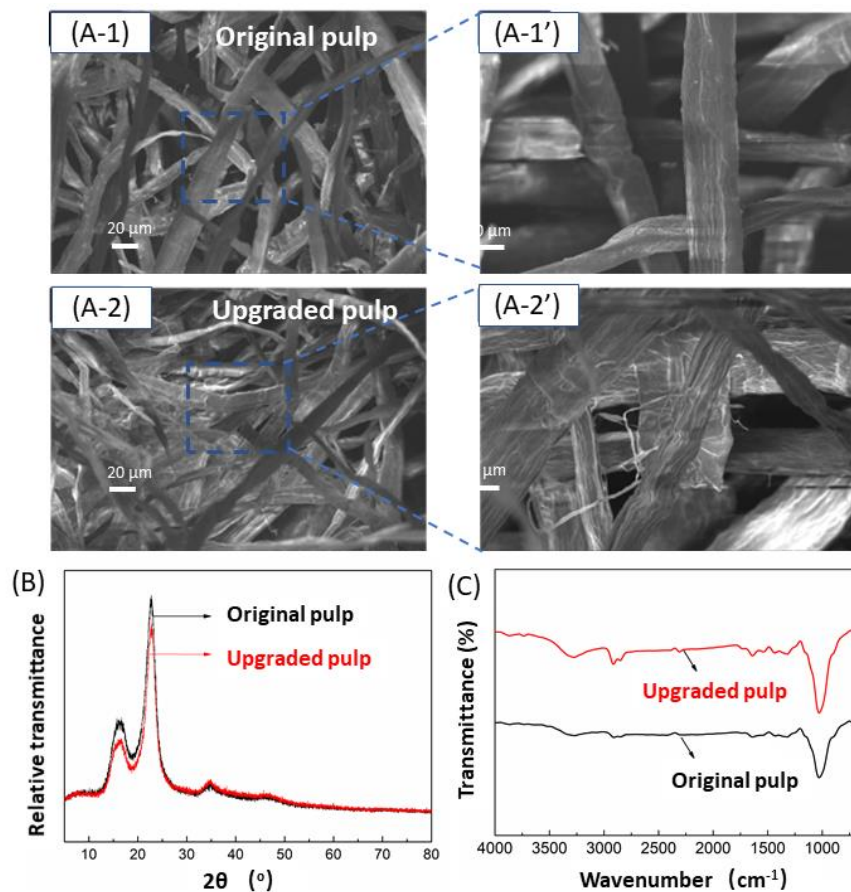 (A-1)
Original pulp
20 µm
(A-1’)
0 µm
(A-2)
Upgraded pulp
20 µm
(A-2’)
µm
(B)
Original pulp
Upgraded pulp
Relative transmittance
10 20 30 40 50 60 70 80
2θ (o)
(C)
Transmittance (%)
Upgraded pulp
Original pulp
4000 3500 3000 2500 2000 1500 1000
Wavenumber (cm-1)